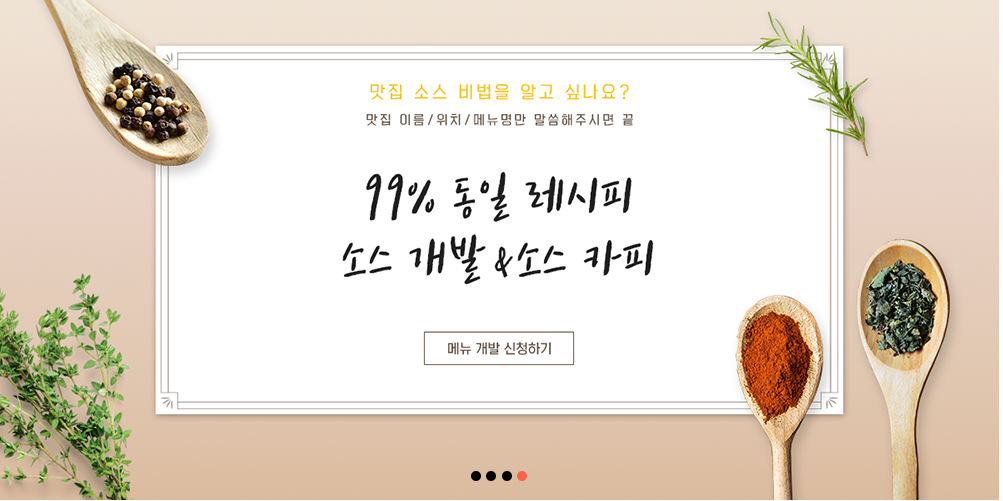 맛집 소스 비법을 알고 싶나요?
맛집 이름/위치/메뉴명만 말씀해주시면 끝
99% 동일 레시피
소스 개발 &소스 카피
메뉴 개발 신청하기